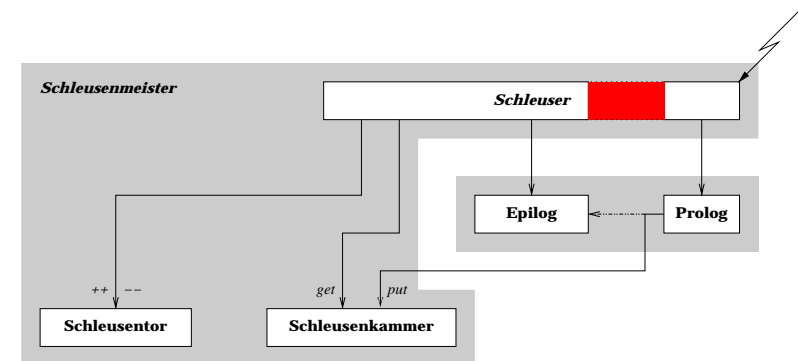 Schleusenmeister
Schleuser
Epilog
Prolog
++ −−
get
put
Schleusentor
Schleusenkammer